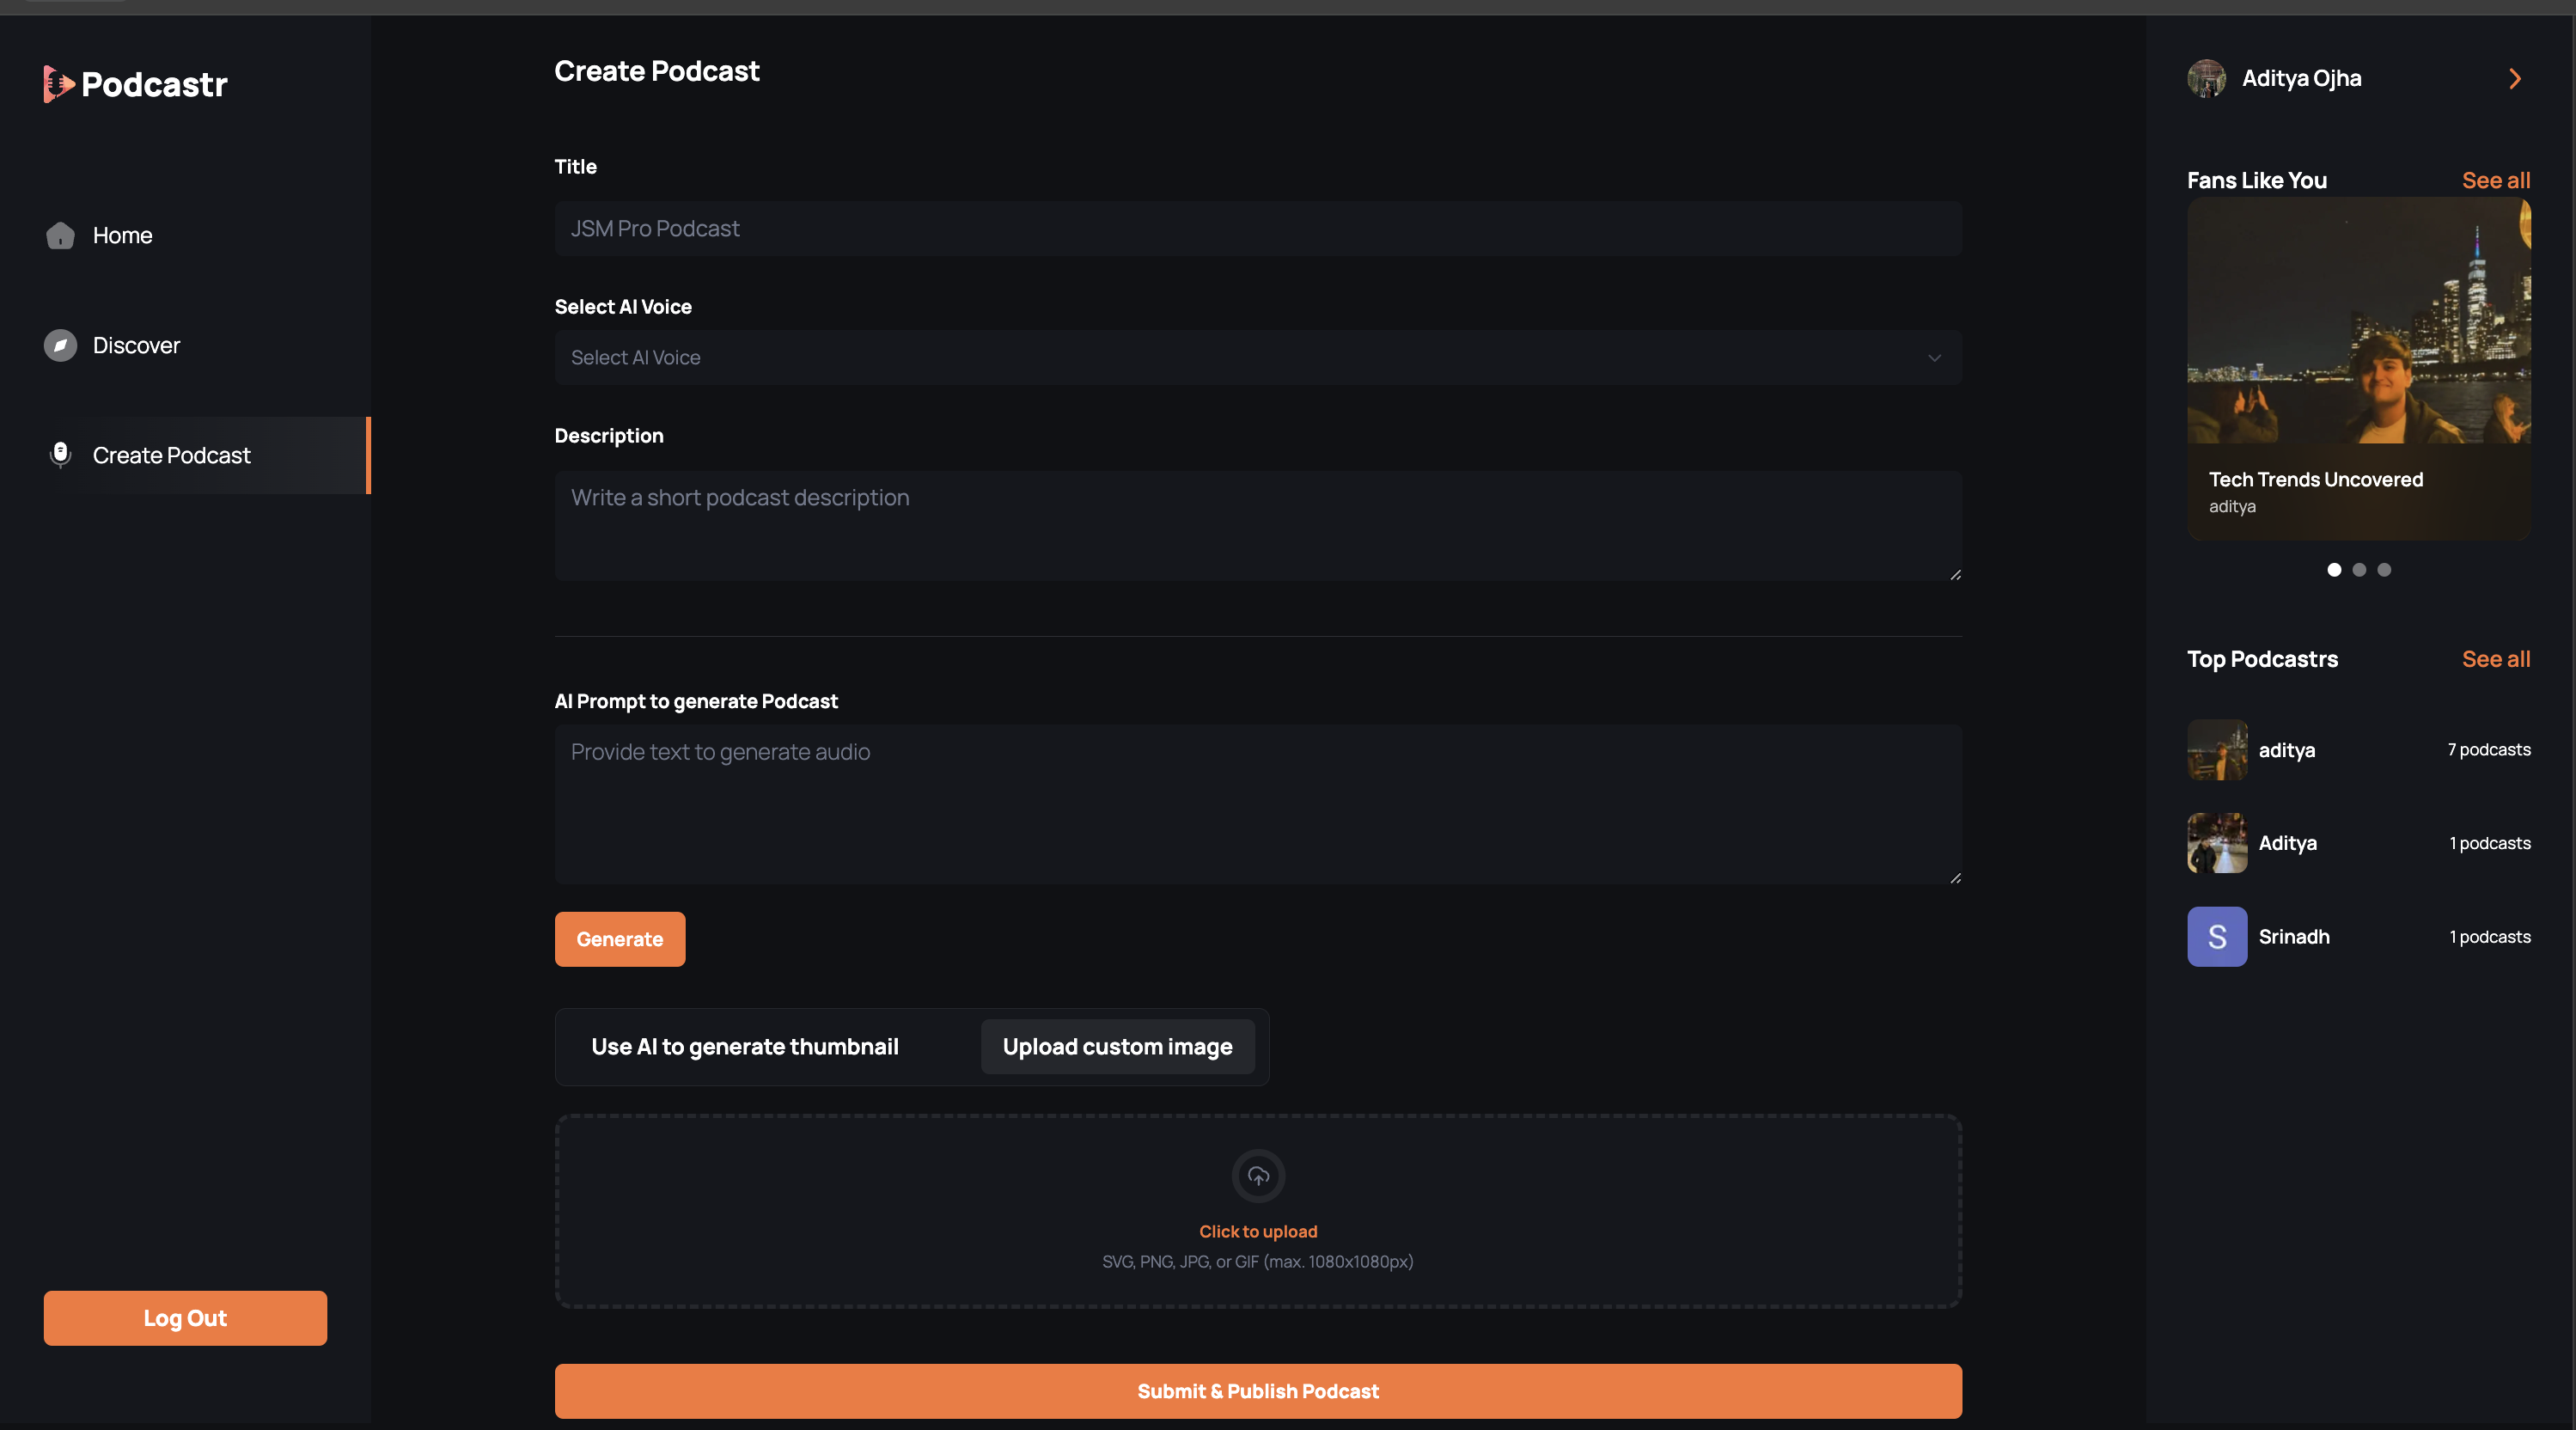 Podcastr
Home
Discover
Create Podcast
Log Out
Create Podcast
Title
JSM Pro Podcast
Select AI Voice
Select AI Voice
Description
Write a short podcast description
AI Prompt to generate Podcast
Provide text to generate audio
Generate
Use AI to generate thumbnail
Upload custom image
Click to upload
SVG, PNG, JPG, or GIF (max. 1080x1080px)
Submit & Publish Podcast
Aditya Ojha
Fans Like You
See all
Tech Trends Uncovered
aditya
Top Podcastrs
See all
aditya
7 podcasts
Aditya
1 podcasts
S
Srinadh
1 podcasts